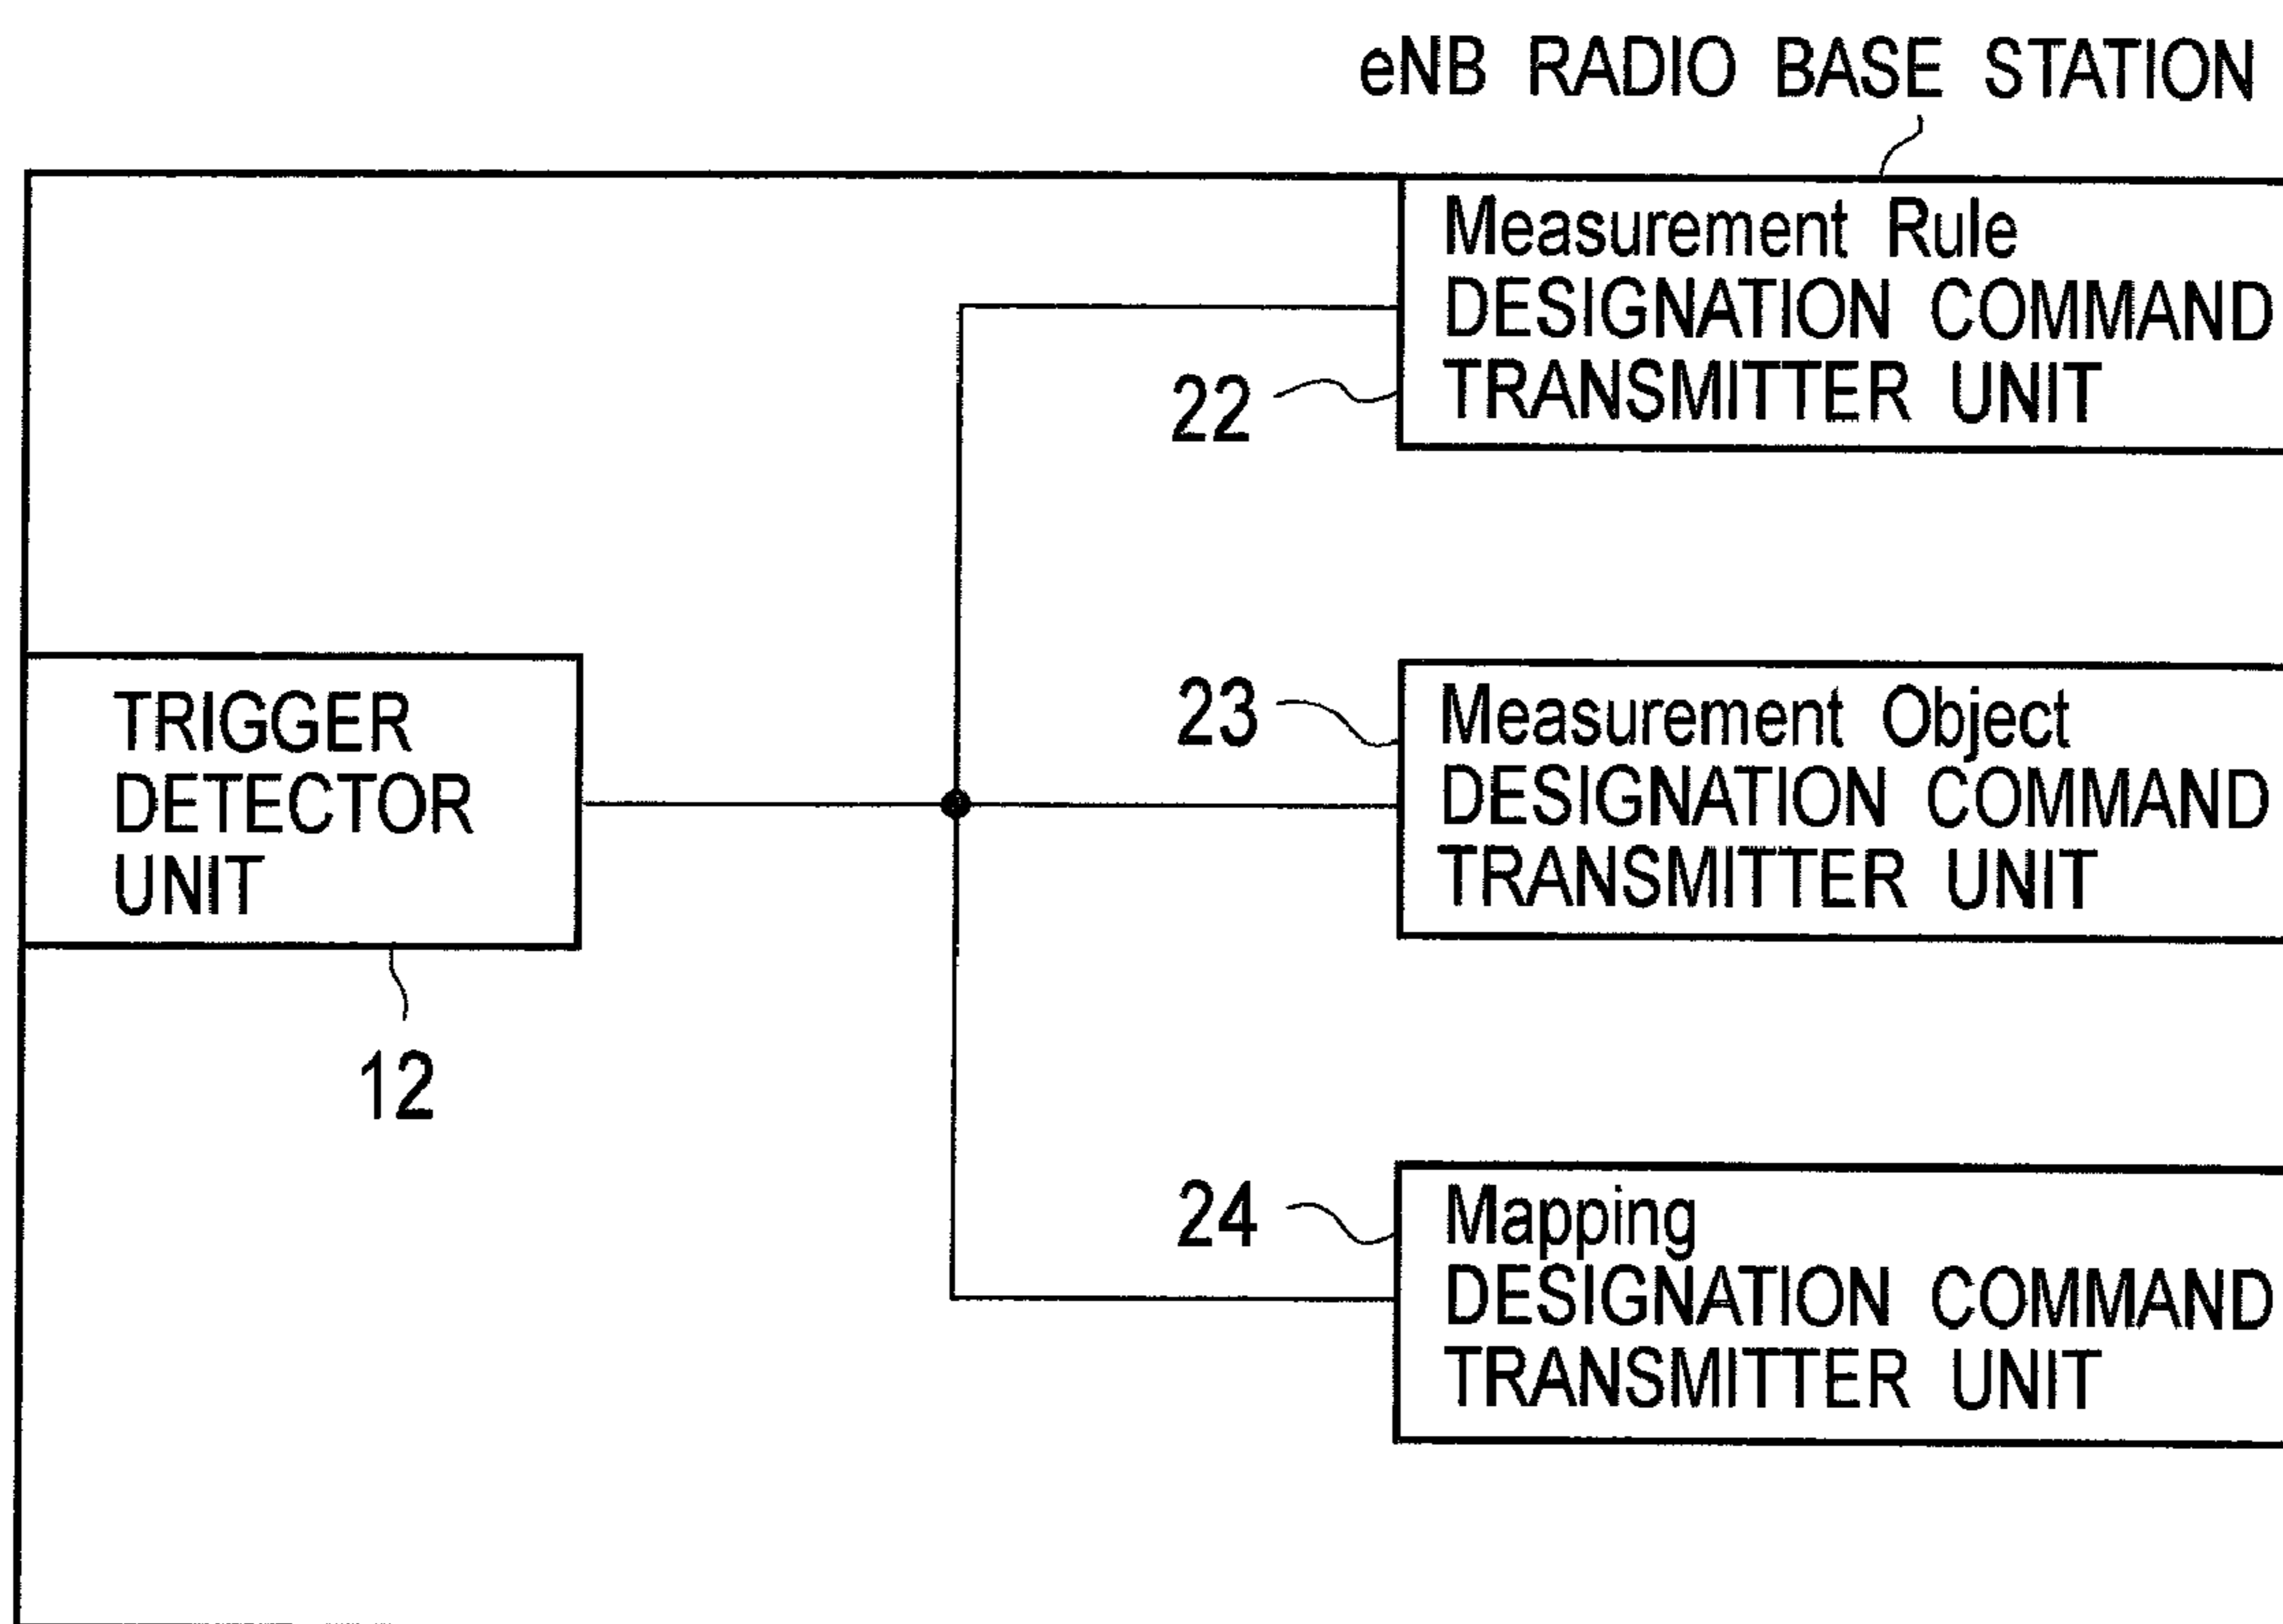 eNB RADIO BASE STATION
Measurement Rule
DESIGNATION COMMAND
TRANSMITTER UNIT
22
TRIGGER
DETECTOR
UNIT
12
23
Measurement Object
DESIGNATION COMMAND
TRANSMITTER UNIT
24
Mapping
DESIGNATION COMMAND
TRANSMITTER UNIT